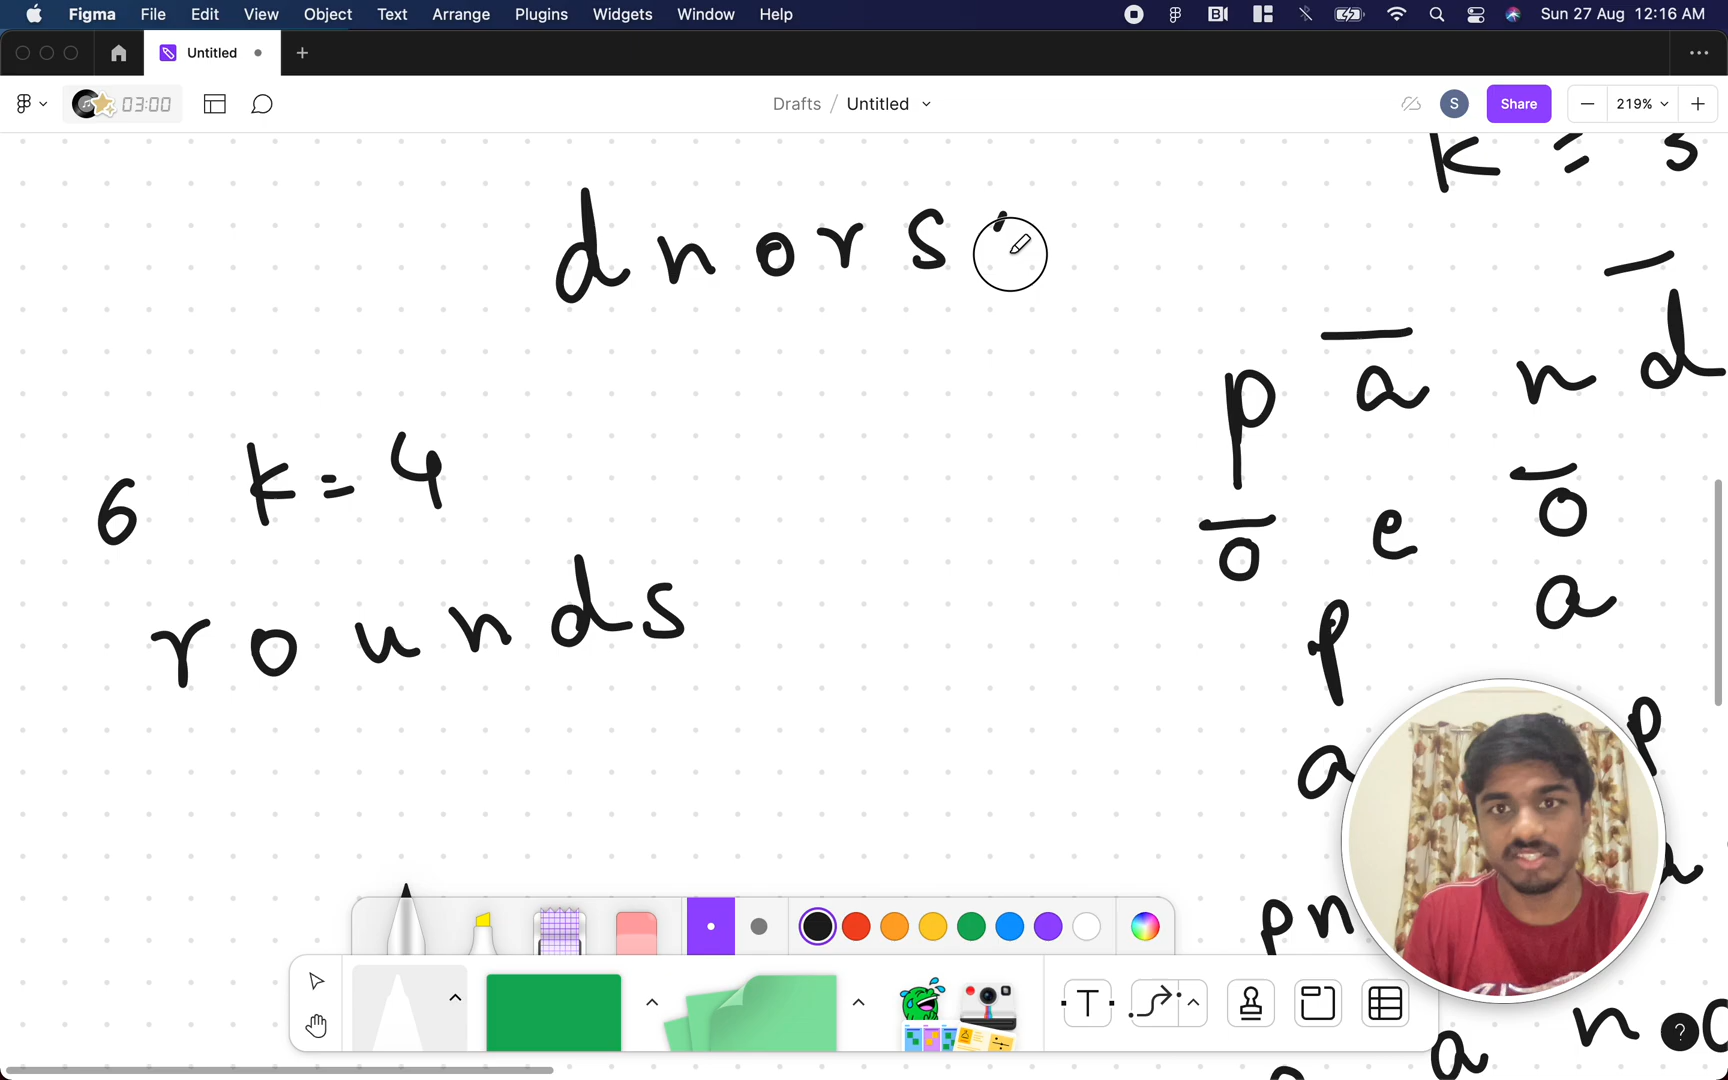 Figma File Edit View Object Text Arrange Plugins Widgets Window Help Sun 27 Aug 12:16 AM
Untitled
03:00 Drafts / Untitled S Share 219%
k = s
d n o r s
p a n d
6 k = 4
o e o
r o u n d s
p a
a p
p n
n
a
T ?